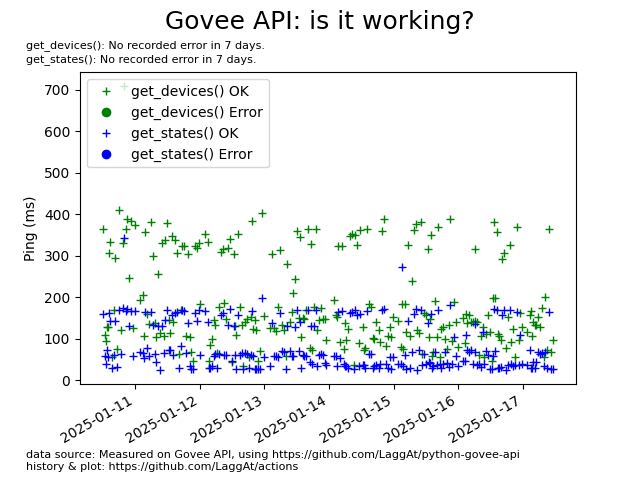 Govee API: is it working?
get_devices(): No recorded error in 7 days.
get_states(): No recorded error in 7 days.
700
600
500
400
300
200
100
0
Ping (ms)
get_devices() OK
get_devices() Error
get_states() OK
get_states() Error
2025-01-11
2025-01-12
2025-01-13
2025-01-14
2025-01-15
2025-01-16
2025-01-17
data source: Measured on Govee API, using https://github.com/LaggAt/python-govee-api
history & plot: https://github.com/LaggAt/actions